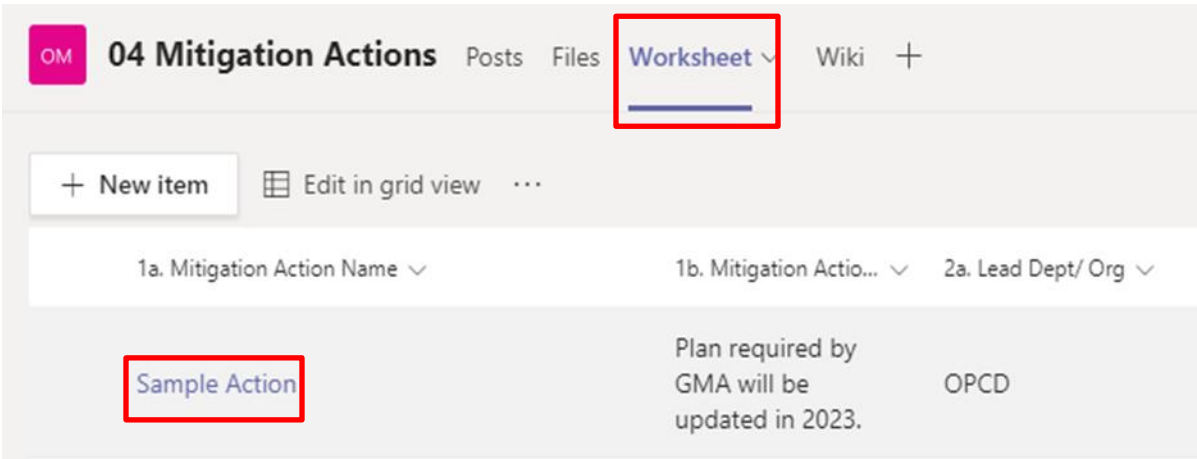 OM 04 Mitigation Actions Posts Files Worksheet Wiki +
+ New item Edit in grid view ...
1a. Mitigation Action Name 1b. Mitigation Actio... 2a. Lead Dept/ Org
Plan required by
Sample Action GMA will be OPCD
updated in 2023.